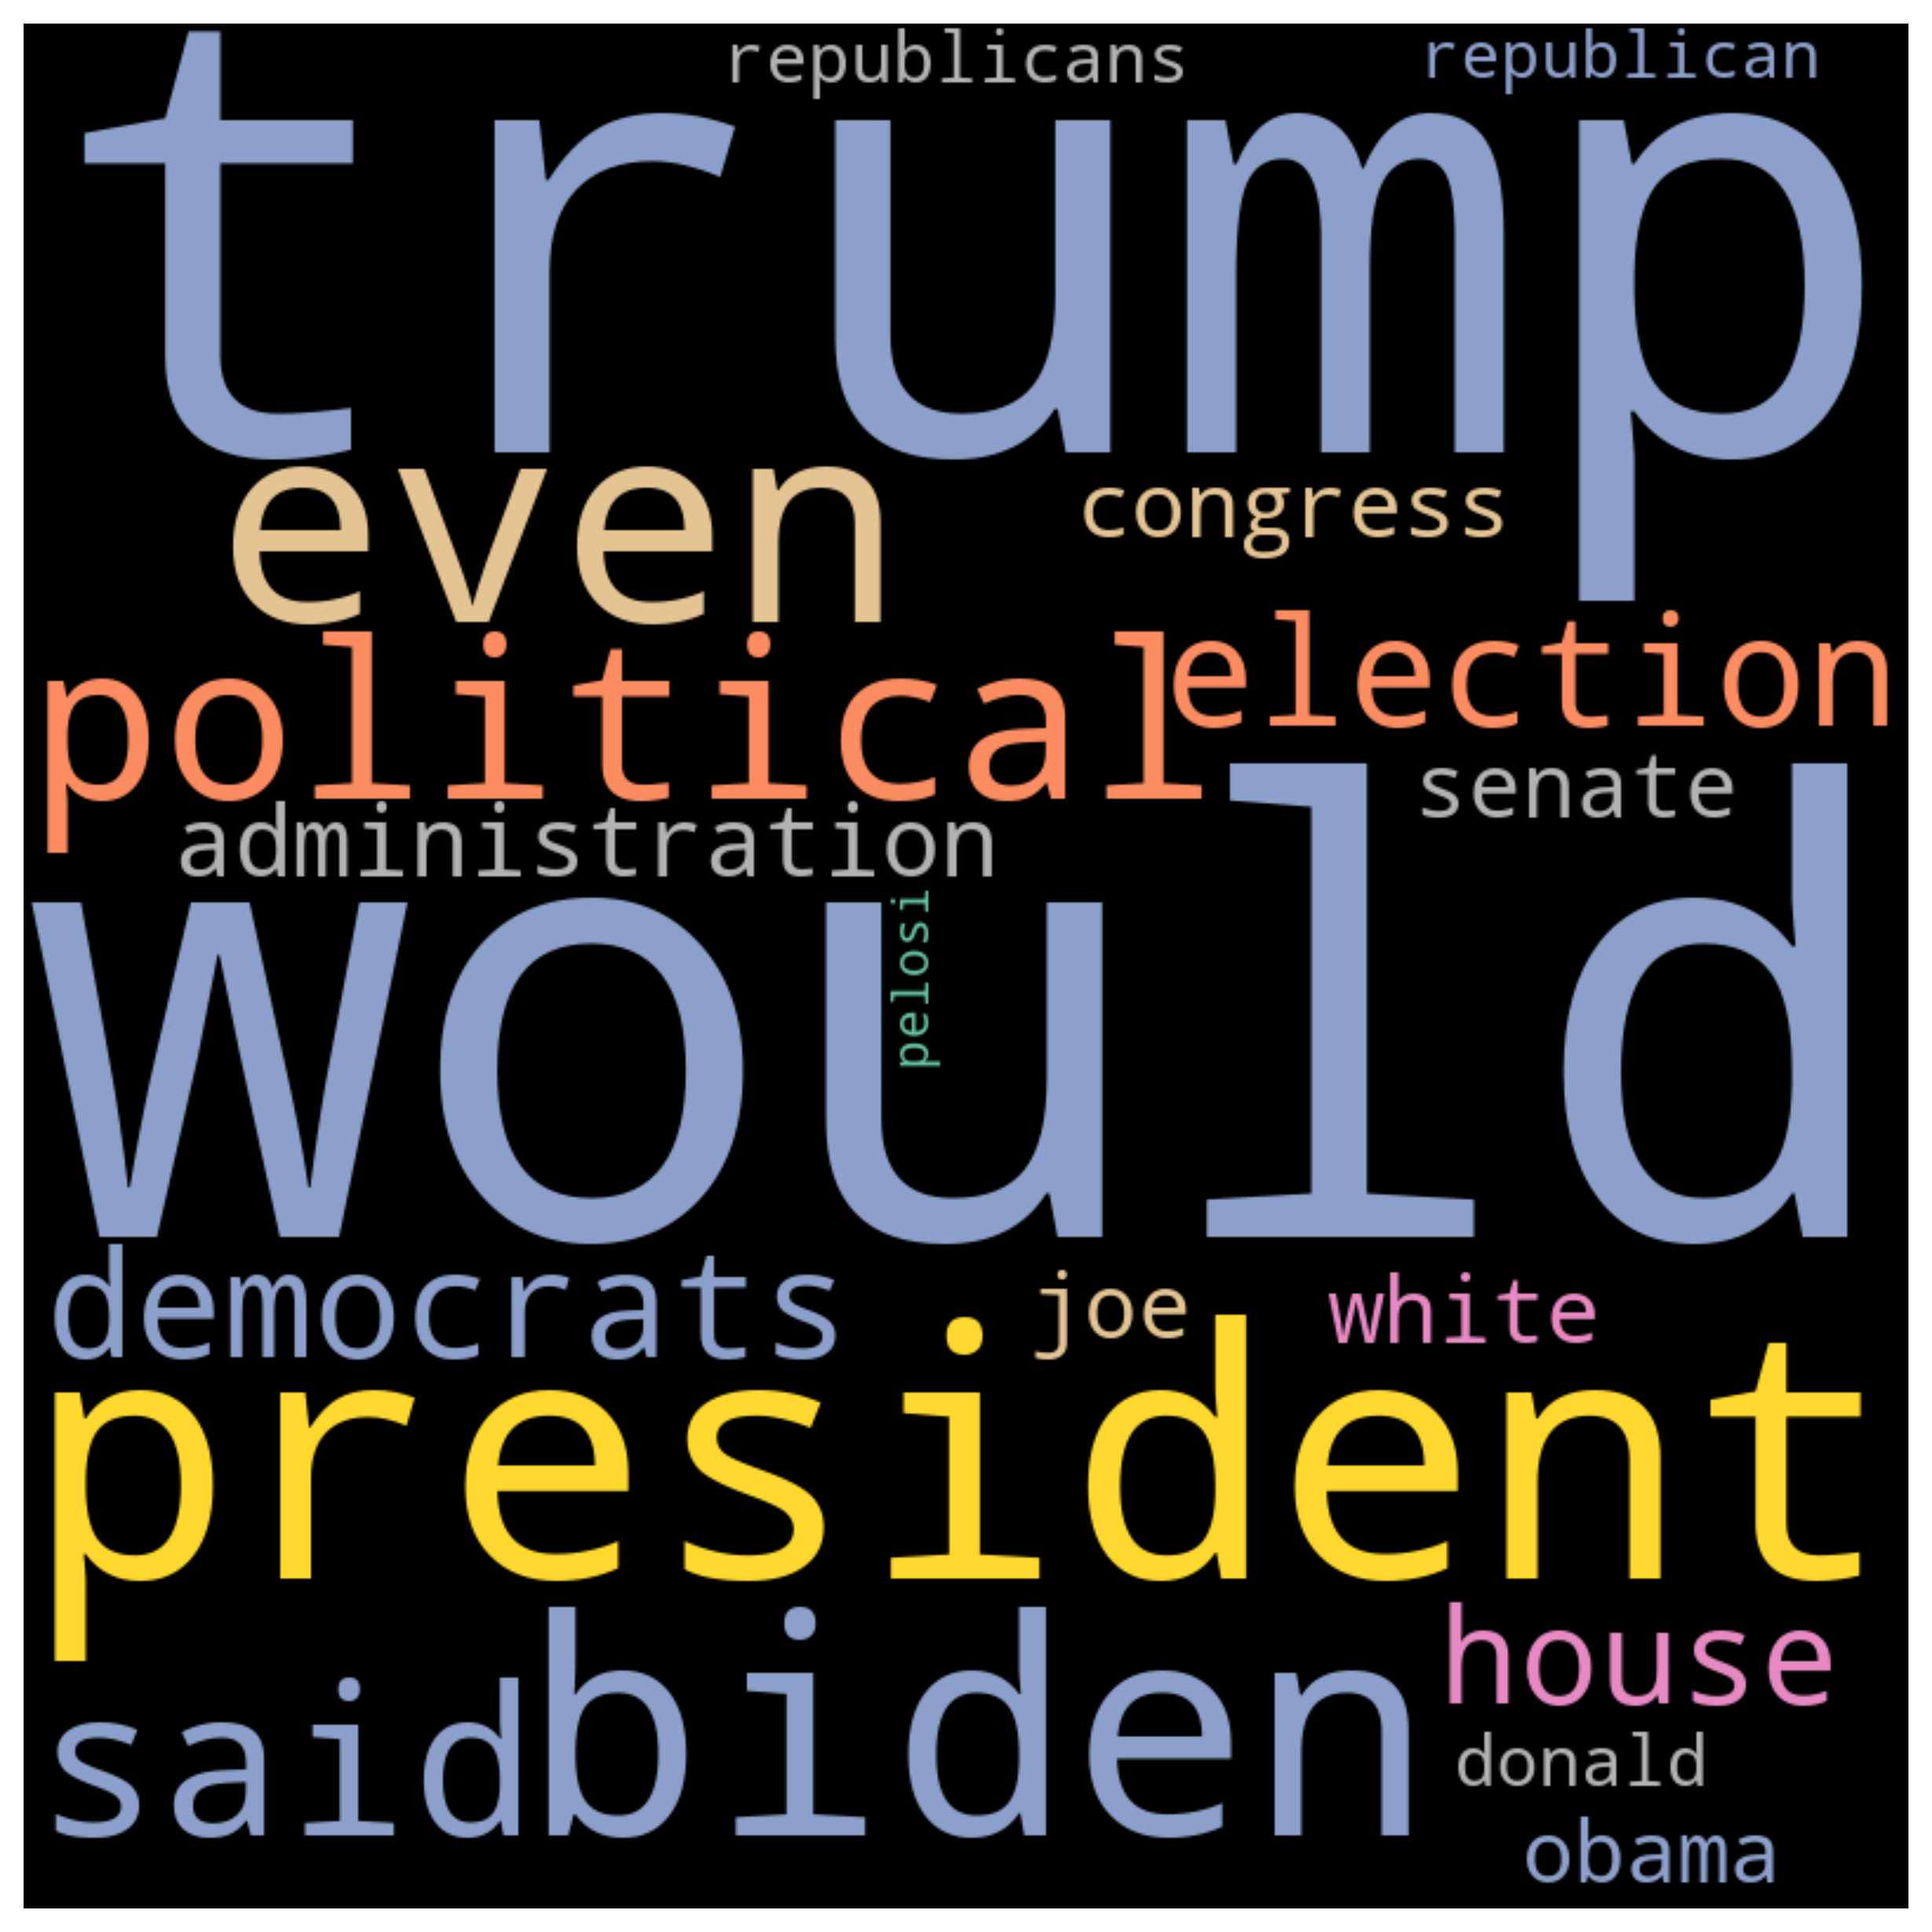 republicans republican
trump
even congress
political election
administration senate
would
pelosi
democrats joe white
president
said biden house
donald
obama